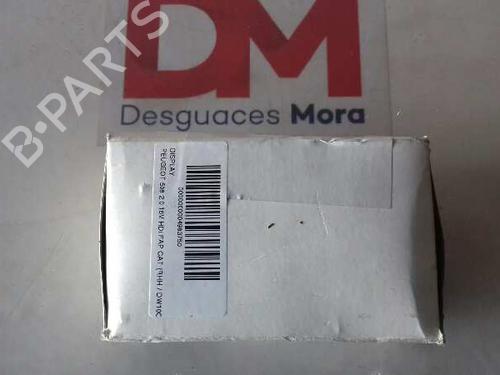 DM
Desguaces Mora
B-PARTS
DISPLAY
PEUGEOT 508 2.0 16V HDI FAP CAT (RHH / DW10C